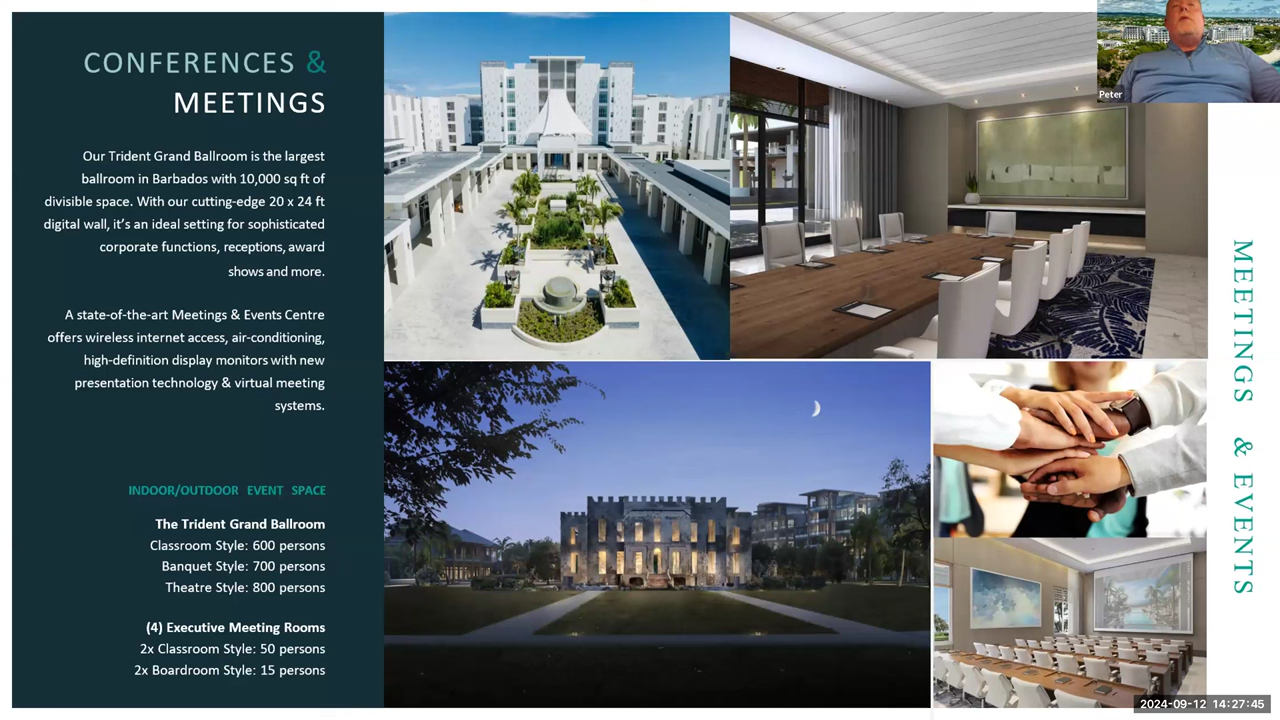 CONFERENCES &
MEETINGS
Our Trident Grand Ballroom is the largest
ballroom in Barbados with 10,000 sq ft of
divisible space. With our cutting-edge 20 x 24 ft
digital wall, it’s an ideal setting for sophisticated
corporate functions, receptions, award
shows and more.
A state-of-the-art Meetings & Events Centre
offers wireless internet access, air-conditioning,
high-definition display monitors with new
presentation technology & virtual meeting
systems.
INDOOR/OUTDOOR EVENT SPACE
The Trident Grand Ballroom
Classroom Style: 600 persons
Banquet Style: 700 persons
Theatre Style: 800 persons
(4) Executive Meeting Rooms
2x Classroom Style: 50 persons
2x Boardroom Style: 15 persons
Peter
MEETINGS & EVENTS
2024-09-12 14:27:45